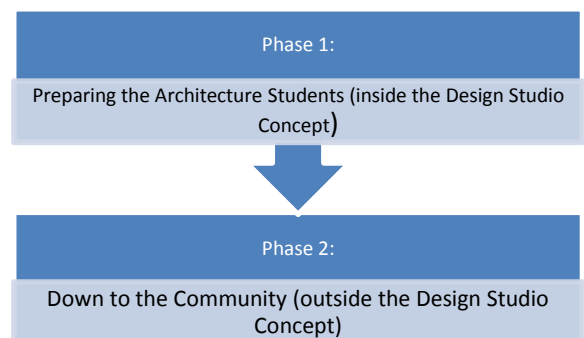 Phase 1:
Preparing the Architecture Students (inside the Design Studio
Concept)
Phase 2:
Down to the Community (outside the Design Studio
Concept)